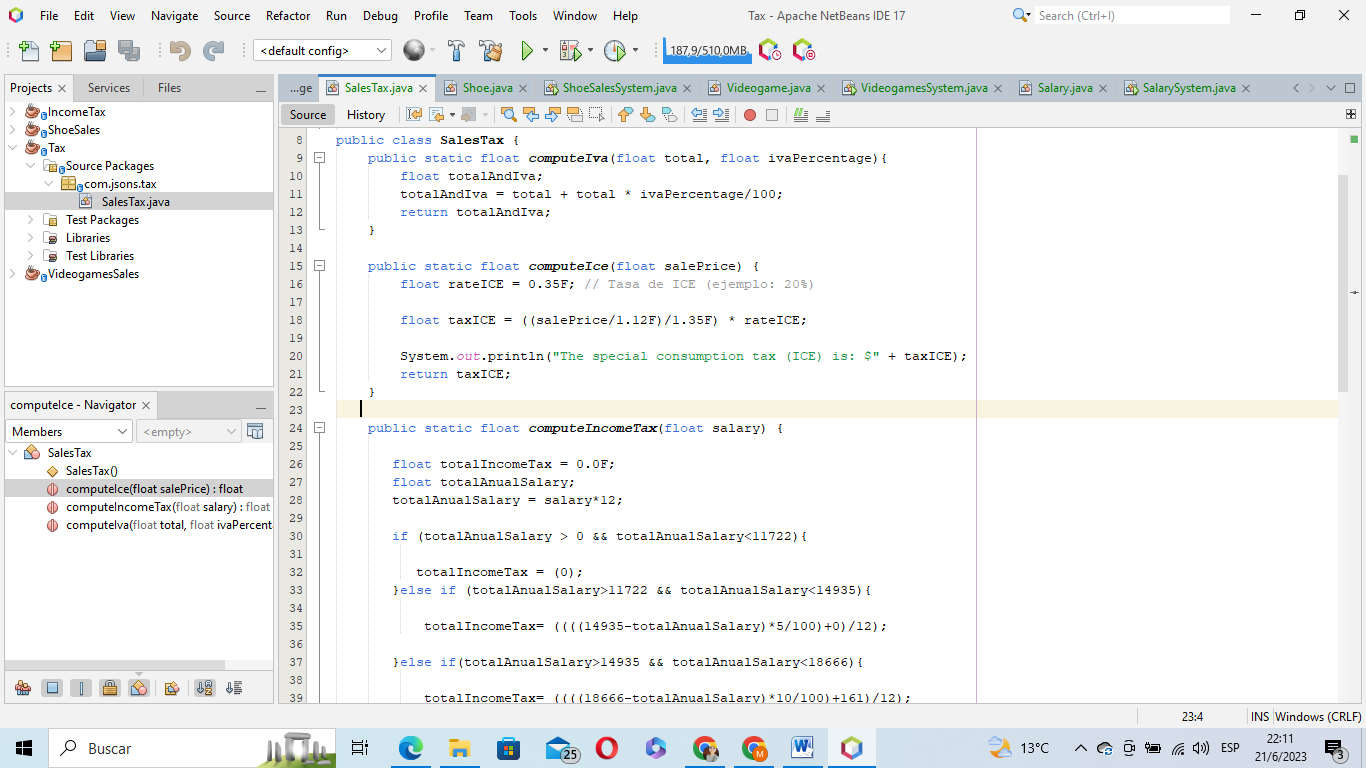 File Edit View Navigate Source Refactor Run Debug Profile Team Tools Window Help
Tax - Apache NetBeans IDE 17
Search (Ctrl+I)
<default config>
187,9/510,0MB
Projects Services Files
...ge SalesTax.java Shoe.java ShoeSalesSystem.java Videogame.java VideogamesSystem.java Salary.java SalarySystem.java
Source History
IncomeTax
ShoeSales
Tax
Source Packages
com.jsons.tax
SalesTax.java
Test Packages
Libraries
Test Libraries
VideogamesSales
computeIce - Navigator
Members <empty>
SalesTax
SalesTax()
computeIce(float salePrice) : float
computeIncomeTax(float salary) : float
computeIva(float total, float ivaPercent
8 public class SalesTax {
9 public static float computeIva(float total, float ivaPercentage){
10 float totalAndIva;
11 totalAndIva = total + total * ivaPercentage/100;
12 return totalAndIva;
13 }
14
15 public static float computeIce(float salePrice) {
16 float rateICE = 0.35F; // Tasa de ICE (ejemplo: 20%)
17
18 float taxICE = ((salePrice/1.12F)/1.35F) * rateICE;
19
20 System.out.println("The special consumption tax (ICE) is: $" + taxICE);
21 return taxICE;
22 }
23
24 public static float computeIncomeTax(float salary) {
25
26 float totalIncomeTax = 0.0F;
27 float totalAnualSalary;
28 totalAnualSalary = salary*12;
29
30 if (totalAnualSalary > 0 && totalAnualSalary<11722){
31
32 totalIncomeTax = (0);
33 }else if (totalAnualSalary>11722 && totalAnualSalary<14935){
34
35 totalIncomeTax= ((((14935-totalAnualSalary)*5/100)+0)/12);
36
37 }else if(totalAnualSalary>14935 && totalAnualSalary<18666){
38
39 totalIncomeTax= ((((18666-totalAnualSalary)*10/100)+161)/12);
23:4 INS Windows (CRLF)
Buscar
25
13°C
ESP
22:11
21/6/2023
3